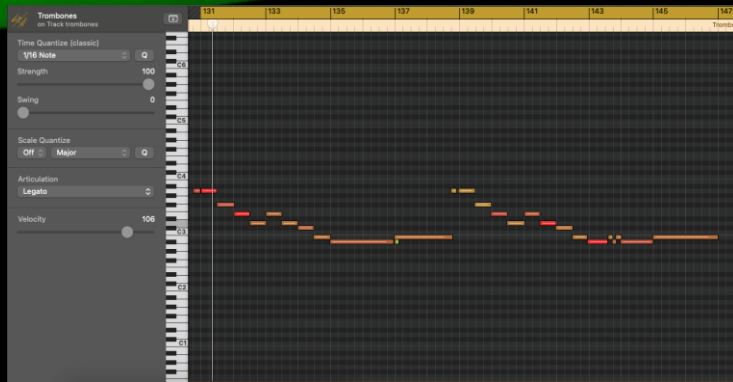 Trombones
on Track trombones
Time Quantize (classic)
1/16 Note
Q
Strength 100
Swing 0
Scale Quantize
Off Major Q
Articulation
Legato
Velocity 106
131 133 135 137 139 141 143 145 147
C6
C5
C4
C3
C2
C1